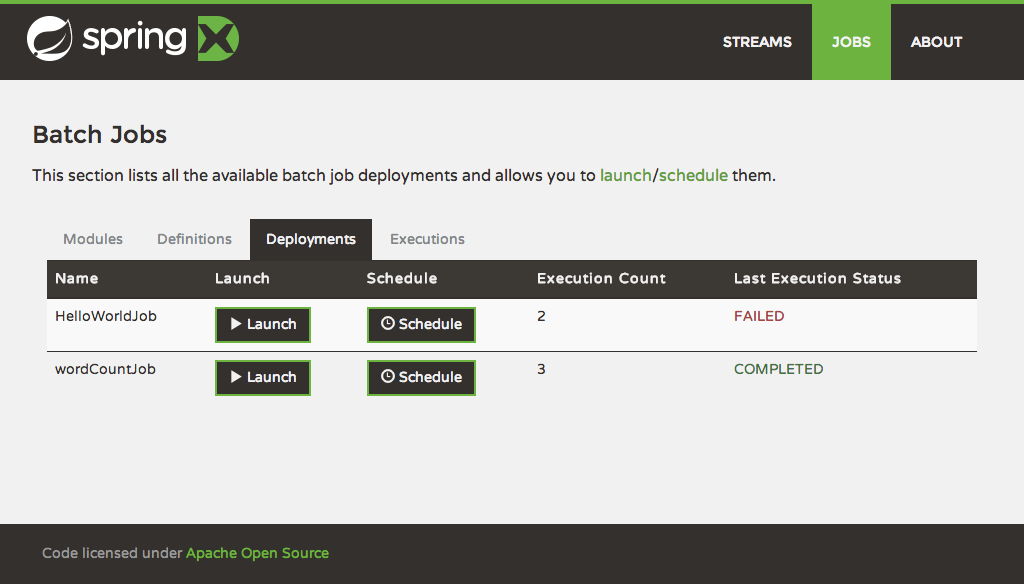 spring XD
STREAMS JOBS ABOUT
Batch Jobs
This section lists all the available batch job deployments and allows you to launch/schedule them.
Modules Definitions Deployments Executions
Name Launch Schedule Execution Count Last Execution Status
HelloWorldJob Launch Schedule 2 FAILED
wordCountJob Launch Schedule 3 COMPLETED
Code licensed under Apache Open Source